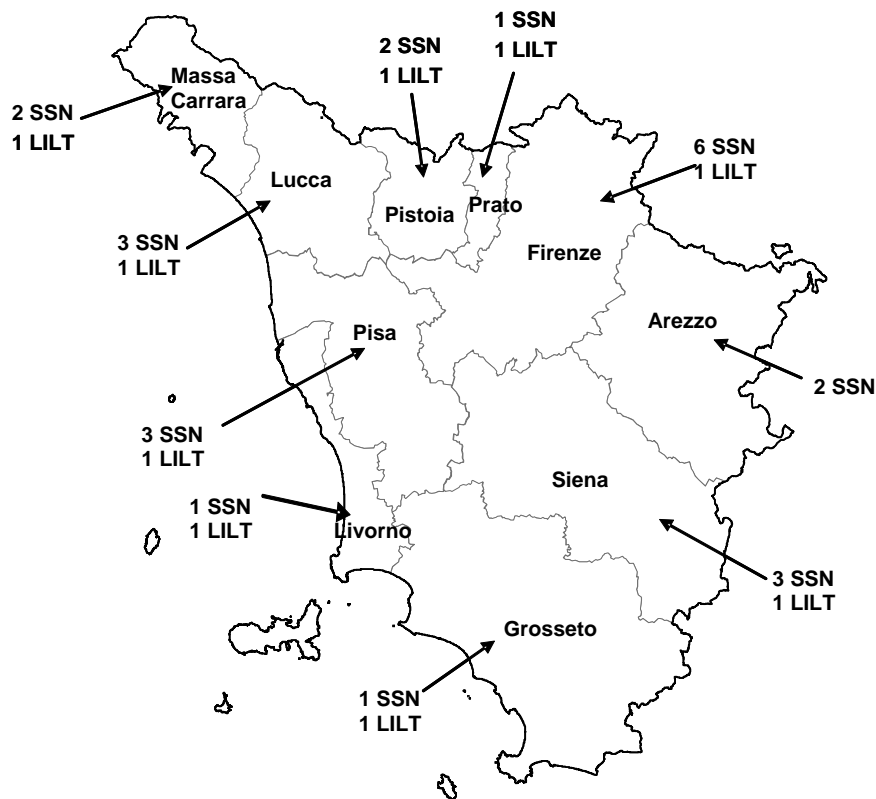 1 SSN
1 LILT
2 SSN
1 LILT
Massa
Carrara
2 SSN
1 LILT
6 SSN
1 LILT
Lucca
Pistoia
Prato
3 SSN
1 LILT
Firenze
Pisa
Arezzo
2 SSN
3 SSN
1 LILT
Siena
1 SSN
1 LILT
Livorno
3 SSN
1 LILT
Grosseto
1 SSN
1 LILT